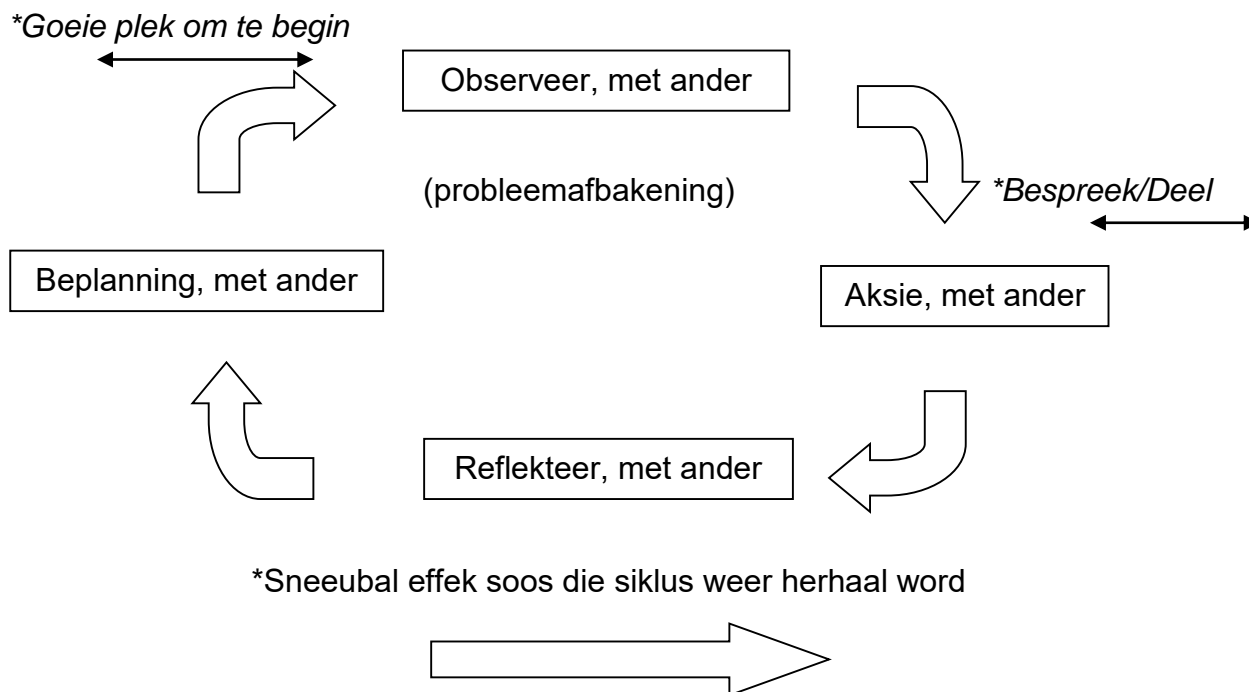 *Goeie plek om te begin
Observeer, met ander
(probleemafbakening)
*Bespreek/Deel
Beplanning, met ander
Aksie, met ander
Reflekteer, met ander
*Sneeubal effek soos die siklus weer herhaal word